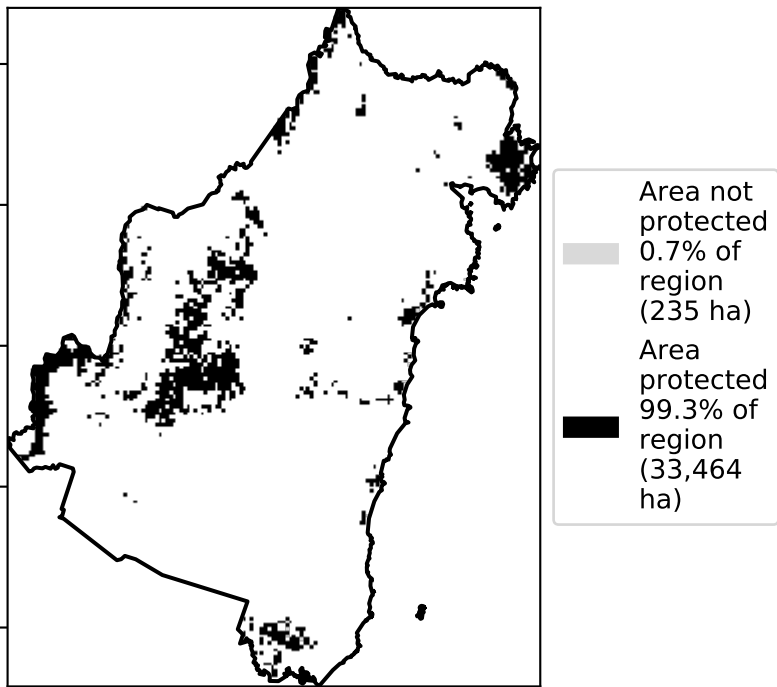 Area not
protected
0.7% of
region
(235 ha)
Area
protected
99.3% of
region
(33,464
ha)